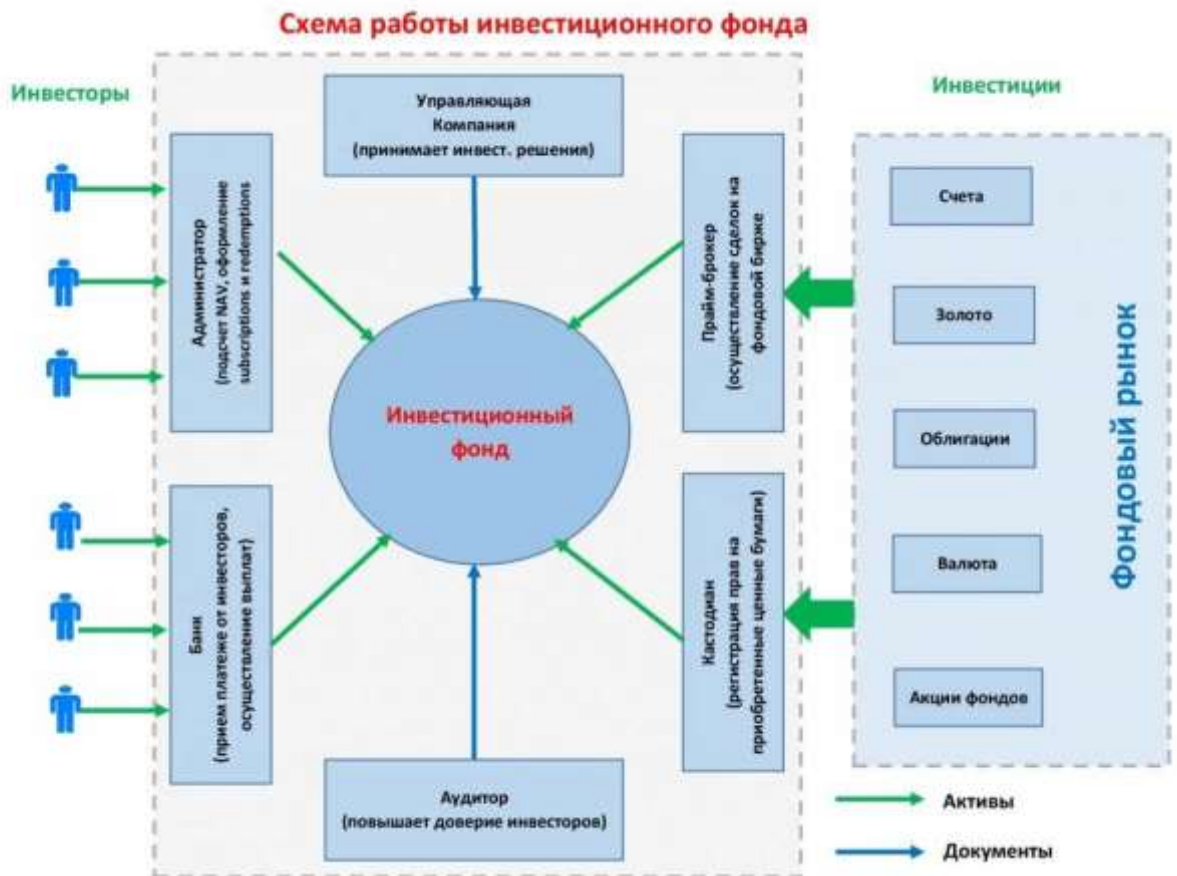 Схема работы инвестиционного фонда
Инвесторы
Инвестиции
Управляющая
Компания
(принимает инвест. решения)
Администратор
(подсчет NAV, оформление
subscriptions и redemptions
Прайм-брокер
(осуществление сделок на
фондовой бирже
Инвестиционный
фонд
Банк
(прием платеже от инвесторов,
осуществление выплат)
Кастодиан
(регистрация прав на
приобретенные ценные бумаги)
Аудитор
(повышает доверие инвесторов)
Счета
Золото
Облигации
Валюта
Акции фондов
Фондовый рынок
Активы
Документы